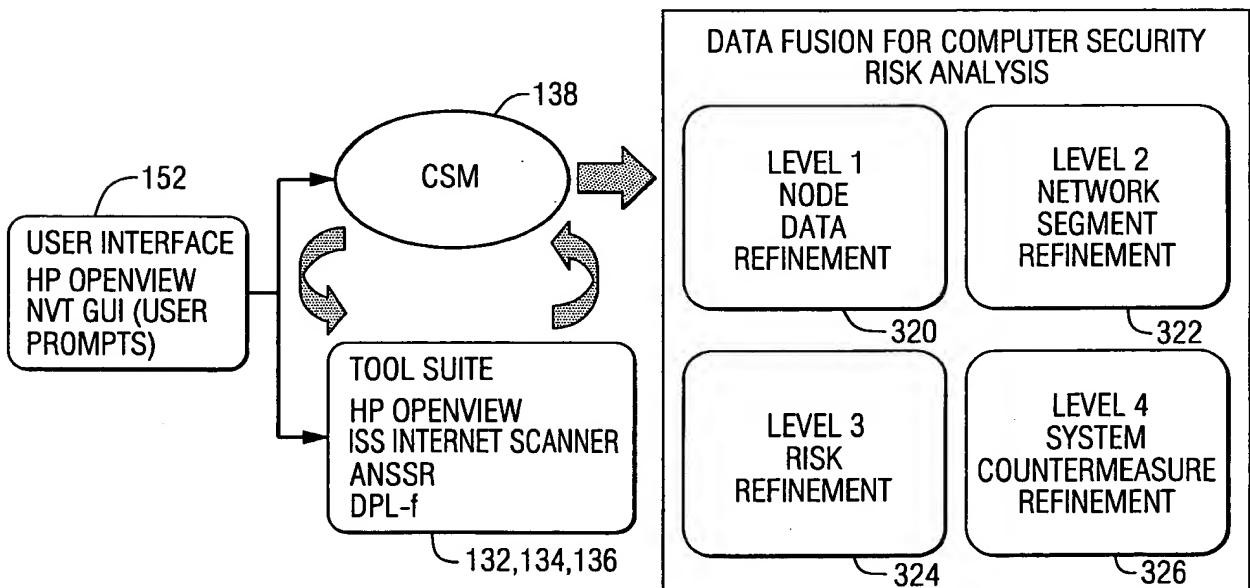 138
CSM
152
USER INTERFACE
HP OPENVIEW
NVT GUI (USER
PROMPTS)
TOOL SUITE
HP OPENVIEW
ISS INTERNET SCANNER
ANSSR
DPL-f
132,134,136
DATA FUSION FOR COMPUTER SECURITY
RISK ANALYSIS
LEVEL 1
NODE
DATA
REFINEMENT
320
LEVEL 2
NETWORK
SEGMENT
REFINEMENT
322
LEVEL 3
RISK
REFINEMENT
324
LEVEL 4
SYSTEM
COUNTERMEASURE
REFINEMENT
326